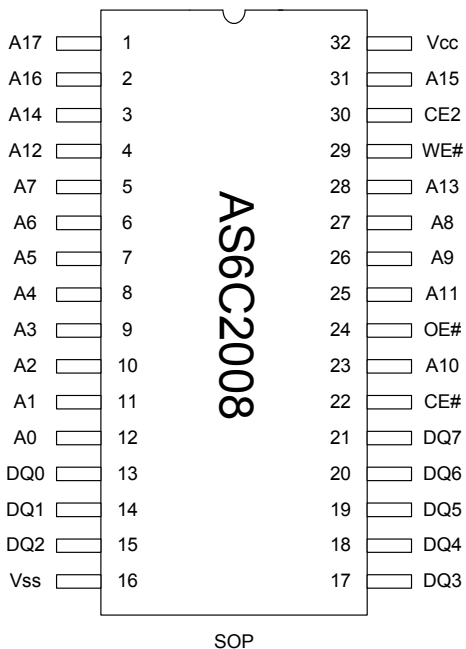 A17 1 32 Vcc
A16 2 31 A15
A14 3 30 CE2
A12 4 29 WE#
A7 5 28 A13
A6 6 27 A8
A5 7 26 A9
A4 8 25 A11
A3 9 24 OE#
A2 10 23 A10
A1 11 22 CE#
A0 12 21 DQ7
DQ0 13 20 DQ6
DQ1 14 19 DQ5
DQ2 15 18 DQ4
Vss 16 17 DQ3
AS6C2008
SOP